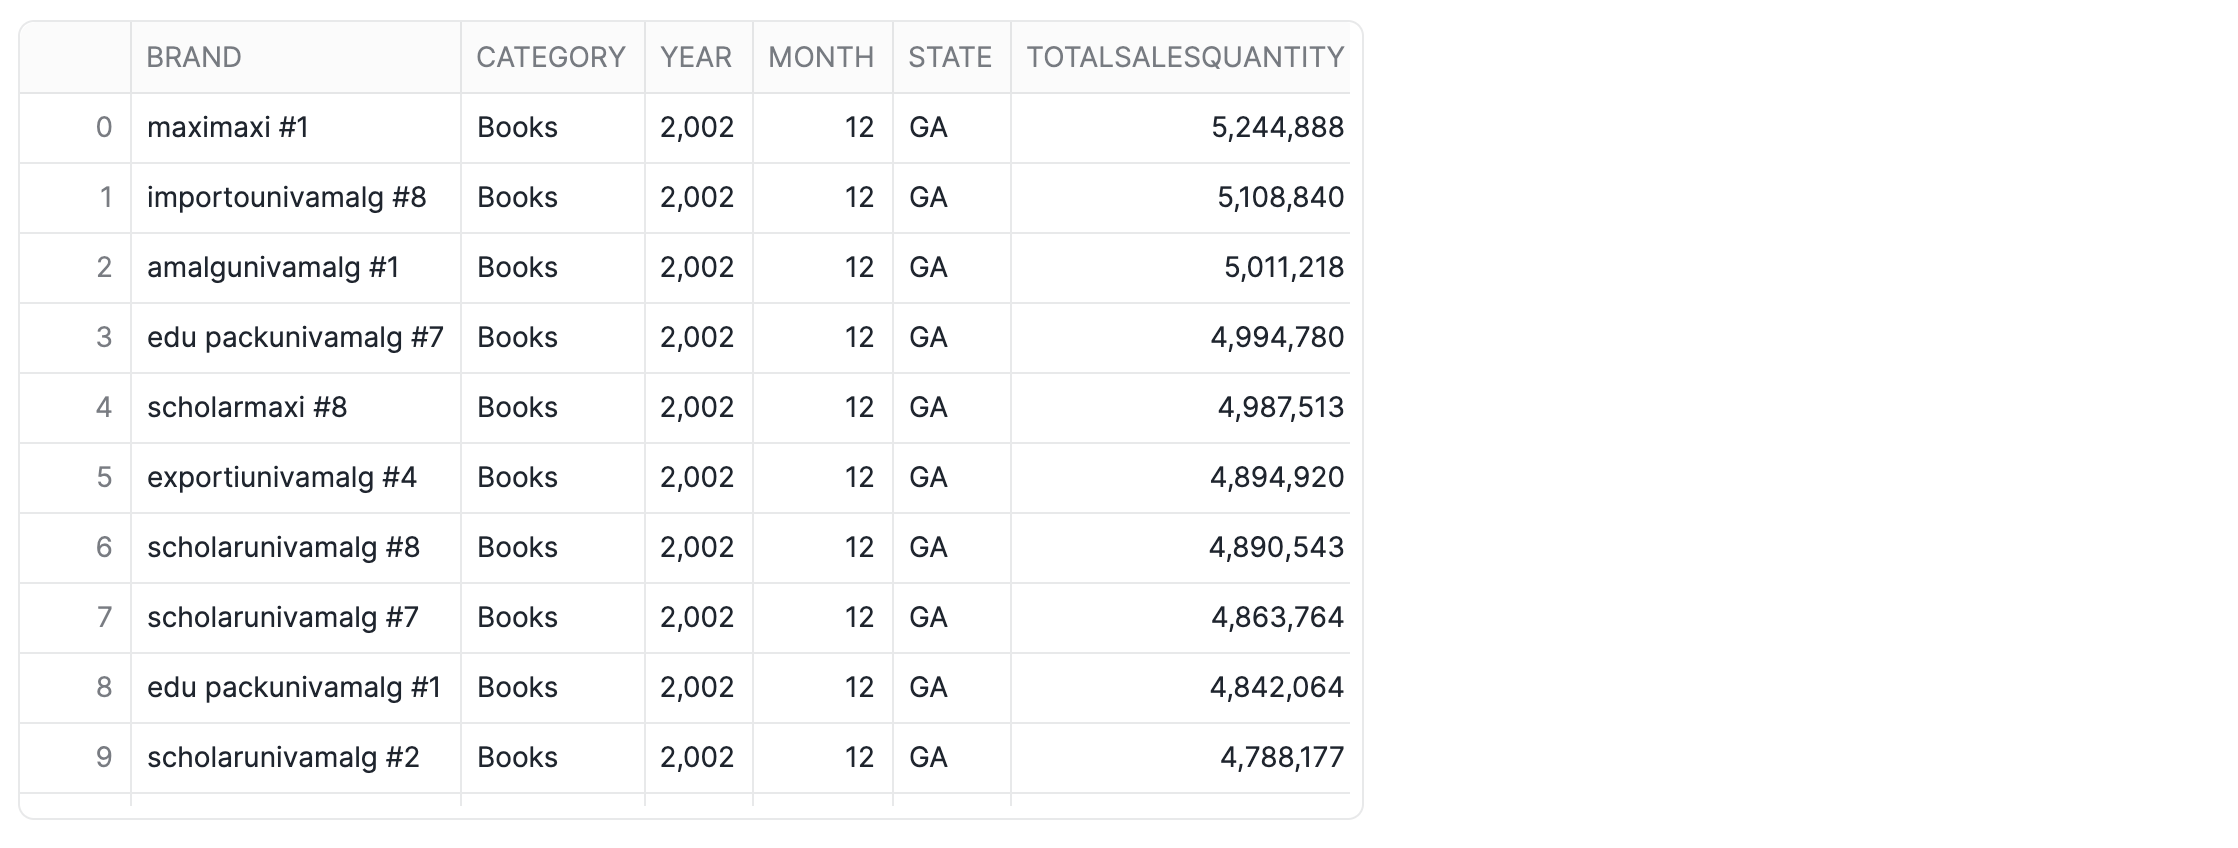 BRAND CATEGORY YEAR MONTH STATE TOTALSALESQUANTITY
0 maximaxi #1 Books 2,002 12 GA 5,244,888
1 importounivamalg #8 Books 2,002 12 GA 5,108,840
2 amalgunivamalg #1 Books 2,002 12 GA 5,011,218
3 edu packunivamalg #7 Books 2,002 12 GA 4,994,780
4 scholarmaxi #8 Books 2,002 12 GA 4,987,513
5 exportiunivamalg #4 Books 2,002 12 GA 4,894,920
6 scholarunivamalg #8 Books 2,002 12 GA 4,890,543
7 scholarunivamalg #7 Books 2,002 12 GA 4,863,764
8 edu packunivamalg #1 Books 2,002 12 GA 4,842,064
9 scholarunivamalg #2 Books 2,002 12 GA 4,788,177